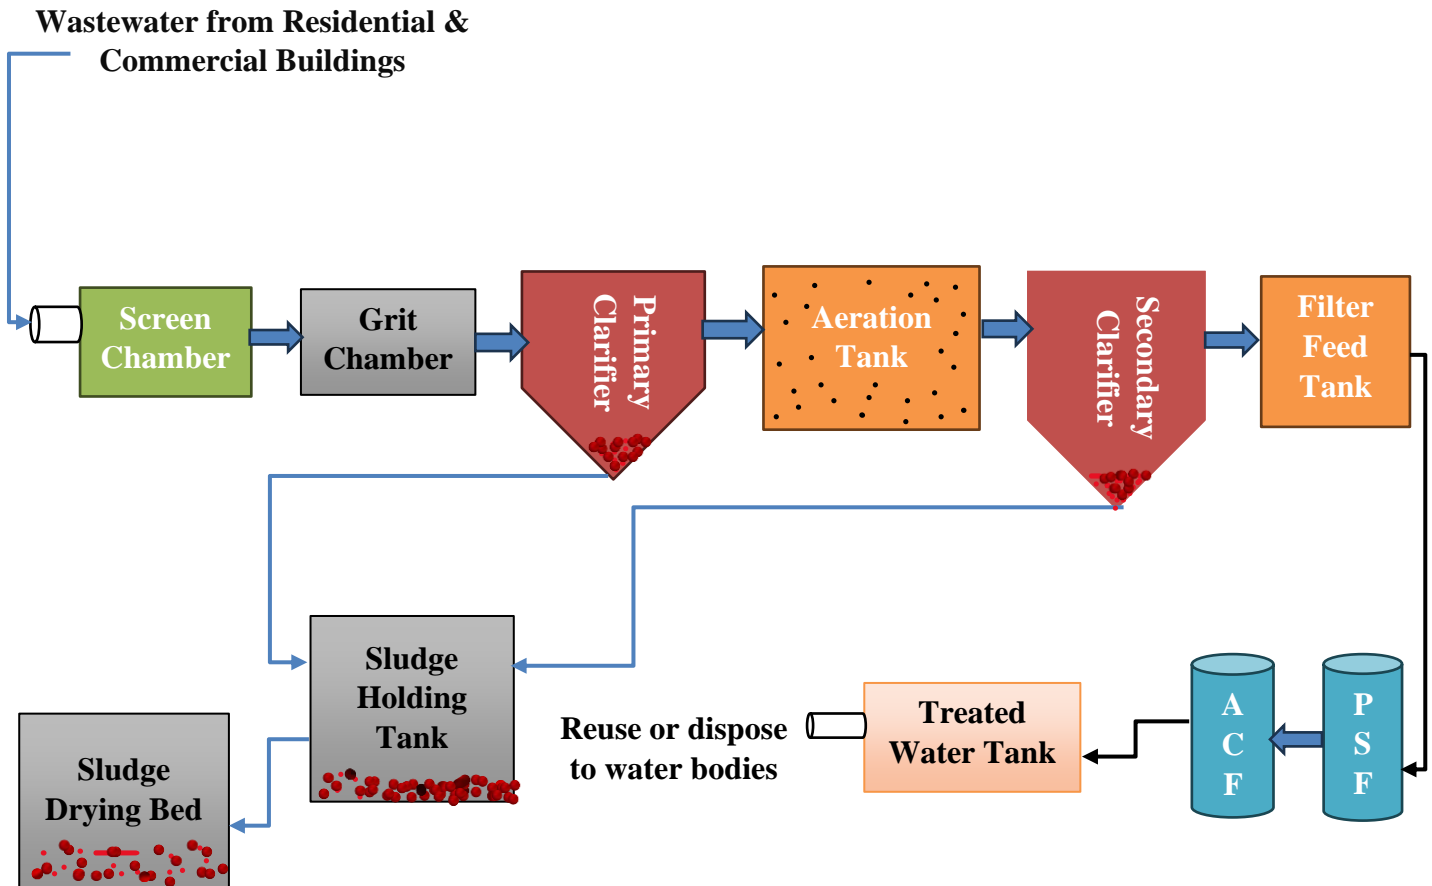 Wastewater from Residential &
Commercial Buildings
Screen
Chamber
Grit
Chamber
Primary
Clarifier
Aeration
Tank
Secondary
Clarifier
Filter
Feed
Tank
Sludge
Holding
Tank
Sludge
Drying Bed
Reuse or dispose
to water bodies
Treated
Water Tank
A
C
F
P
S
F